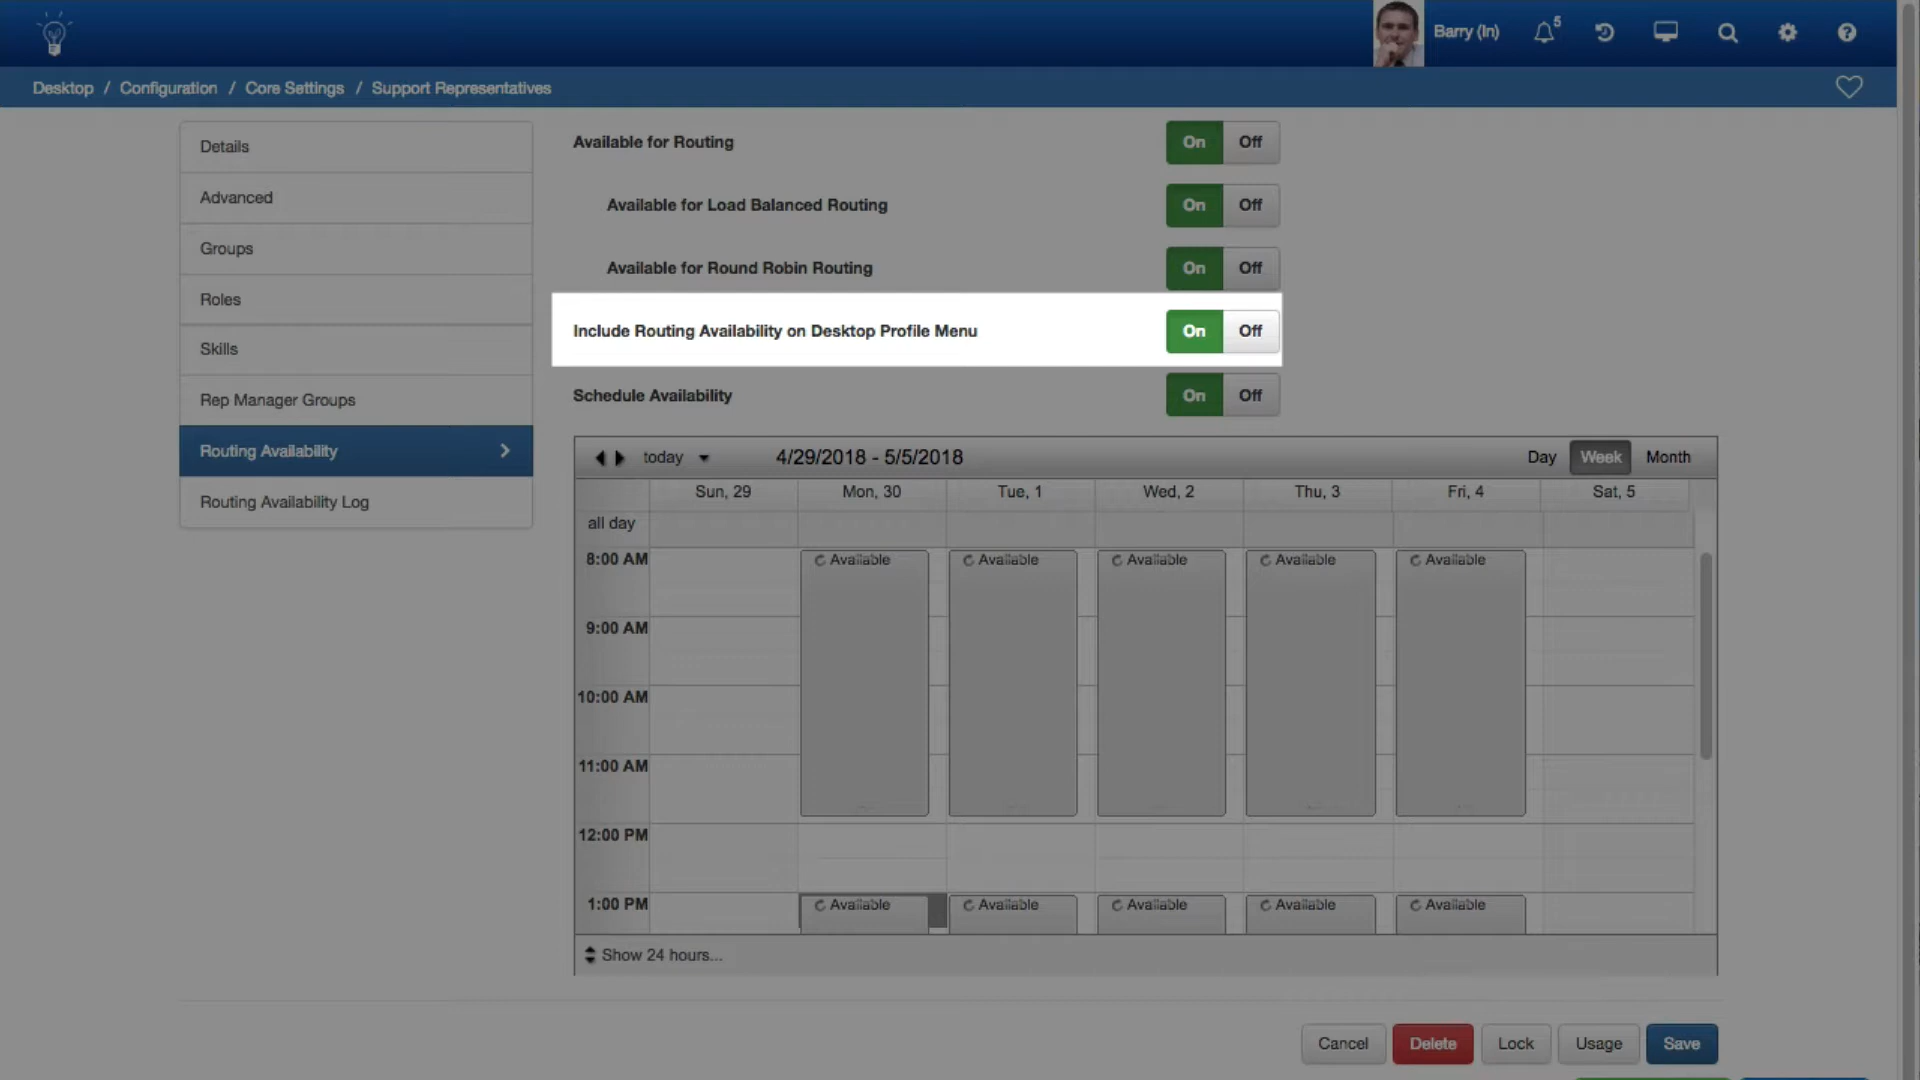 Barry (In)
5
Desktop / Configuration / Core Settings / Support Representatives
Details
Advanced
Groups
Roles
Skills
Rep Manager Groups
Routing Availability
Routing Availability Log
Available for Routing On Off
Available for Load Balanced Routing On Off
Available for Round Robin Routing On Off
Include Routing Availability on Desktop Profile Menu On Off
Schedule Availability On Off
today 4/29/2018 - 5/5/2018 Day Week Month
Sun, 29 Mon, 30 Tue, 1 Wed, 2 Thu, 3 Fri, 4 Sat, 5
all day
8:00 AM Available Available Available Available Available
9:00 AM
10:00 AM
11:00 AM
12:00 PM
1:00 PM Available Available Available Available Available
Show 24 hours...
Cancel Delete Lock Usage Save